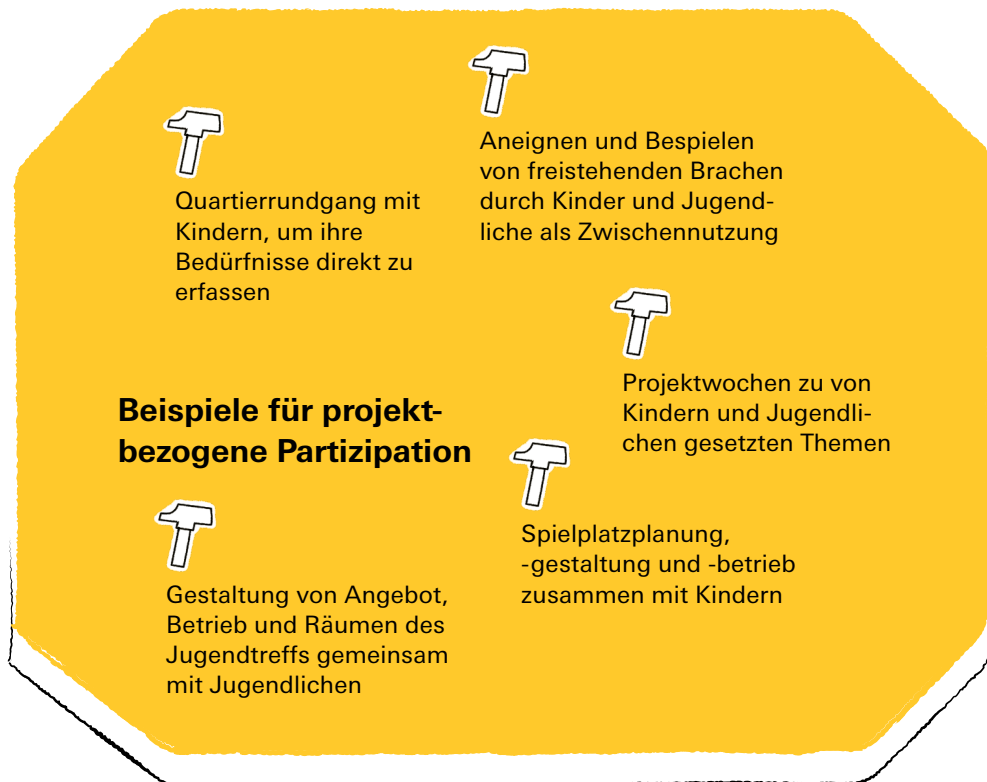 Aneignen und Bespielen
von freistehenden Brachen
durch Kinder und Jugend-
liche als Zwischennutzung
Quartierrundgang mit
Kindern, um ihre
Bedürfnisse direkt zu
erfassen
Projektwochen zu von
Kindern und Jugendli-
chen gesetzten Themen
Beispiele für projekt-
bezogene Partizipation
Spielplatzplanung,
-gestaltung und -betrieb
zusammen mit Kindern
Gestaltung von Angebot,
Betrieb und Räumen des
Jugendtreffs gemeinsam
mit Jugendlichen